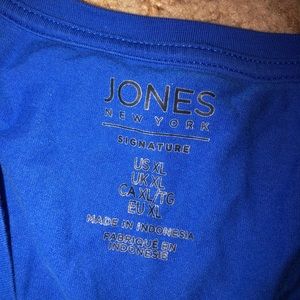 JONES
NEW YORK
SIGNATURE
US XL
UK XL
CA XL/TG
EU XL
MADE IN INDONESIA
FABRIQUÉ EN
INDONÉSIE